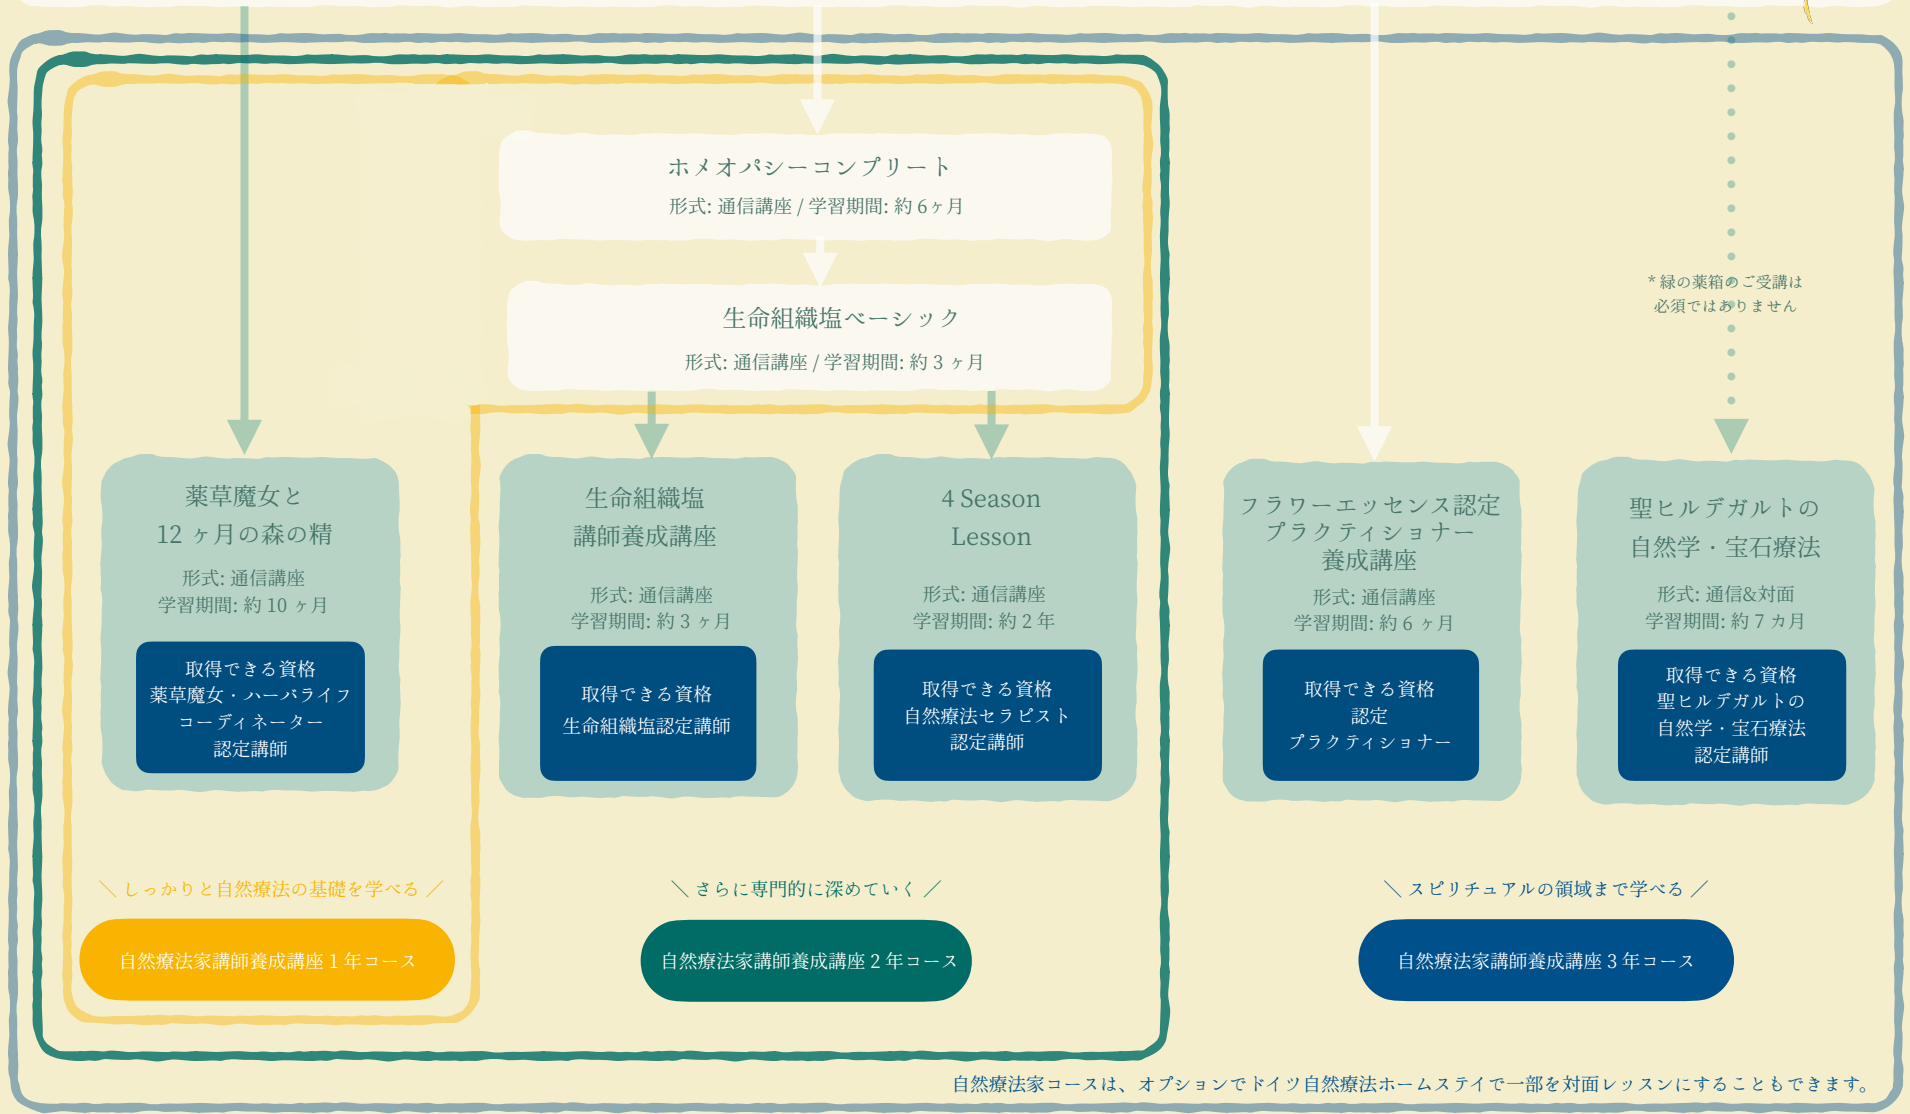 ホメオパシーコンプリート
形式: 通信講座 / 学習期間: 約 6ヶ月
生命組織塩ベーシック
形式: 通信講座 / 学習期間: 約 3 ヶ月
* 緑の薬箱のご受講は
必須ではありません
薬草魔女と
12 ヶ月の森の精
形式: 通信講座
学習期間: 約 10 ヶ月
取得できる資格
薬草魔女・ハーバライフ
コーディネーター
認定講師
生命組織塩
講師養成講座
形式: 通信講座
学習期間: 約 3 ヶ月
取得できる資格
生命組織塩認定講師
4 Season
Lesson
形式: 通信講座
学習期間: 約 2 年
取得できる資格
自然療法セラピスト
認定講師
フラワーエッセンス認定
プラクティショナー
養成講座
形式: 通信講座
学習期間: 約 6 ヶ月
取得できる資格
認定
プラクティショナー
聖ヒルデガルトの
自然学・宝石療法
形式: 通信&対面
学習期間: 約 7 カ月
取得できる資格
聖ヒルデガルトの
自然学・宝石療法
認定講師
＼ しっかりと自然療法の基礎を学べる ／
自然療法家講師養成講座 1 年コース
＼ さらに専門的に深めていく ／
自然療法家講師養成講座 2 年コース
＼ スピリチュアルの領域まで学べる ／
自然療法家講師養成講座 3 年コース
自然療法家コースは、オプションでドイツ自然療法ホームステイで一部を対面レッスンにすることもできます。